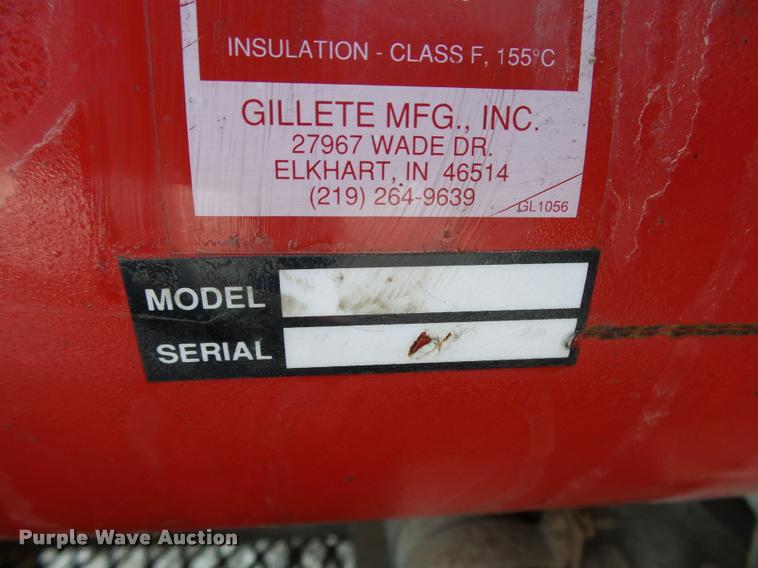 INSULATION - CLASS F, 155°C
GILLETE MFG., INC.
27967 WADE DR.
ELKHART, IN 46514
(219) 264-9639
GL1056
MODEL
SERIAL
Purple Wave Auction